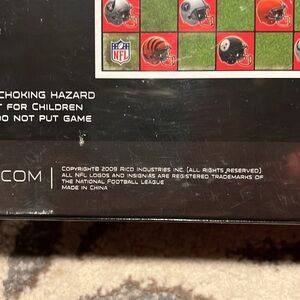 NFL
CHOKING HAZARD
T FOR CHILDREN
DO NOT PUT GAME
.COM
COPYRIGHT© 2009 RICO INDUSTRIES INC. (ALL RIGHTS RESERVED)
ALL NFL LOGOS AND INSIGNIAS ARE REGISTERED TRADEMARKS OF
THE NATIONAL FOOTBALL LEAGUE
MADE IN CHINA